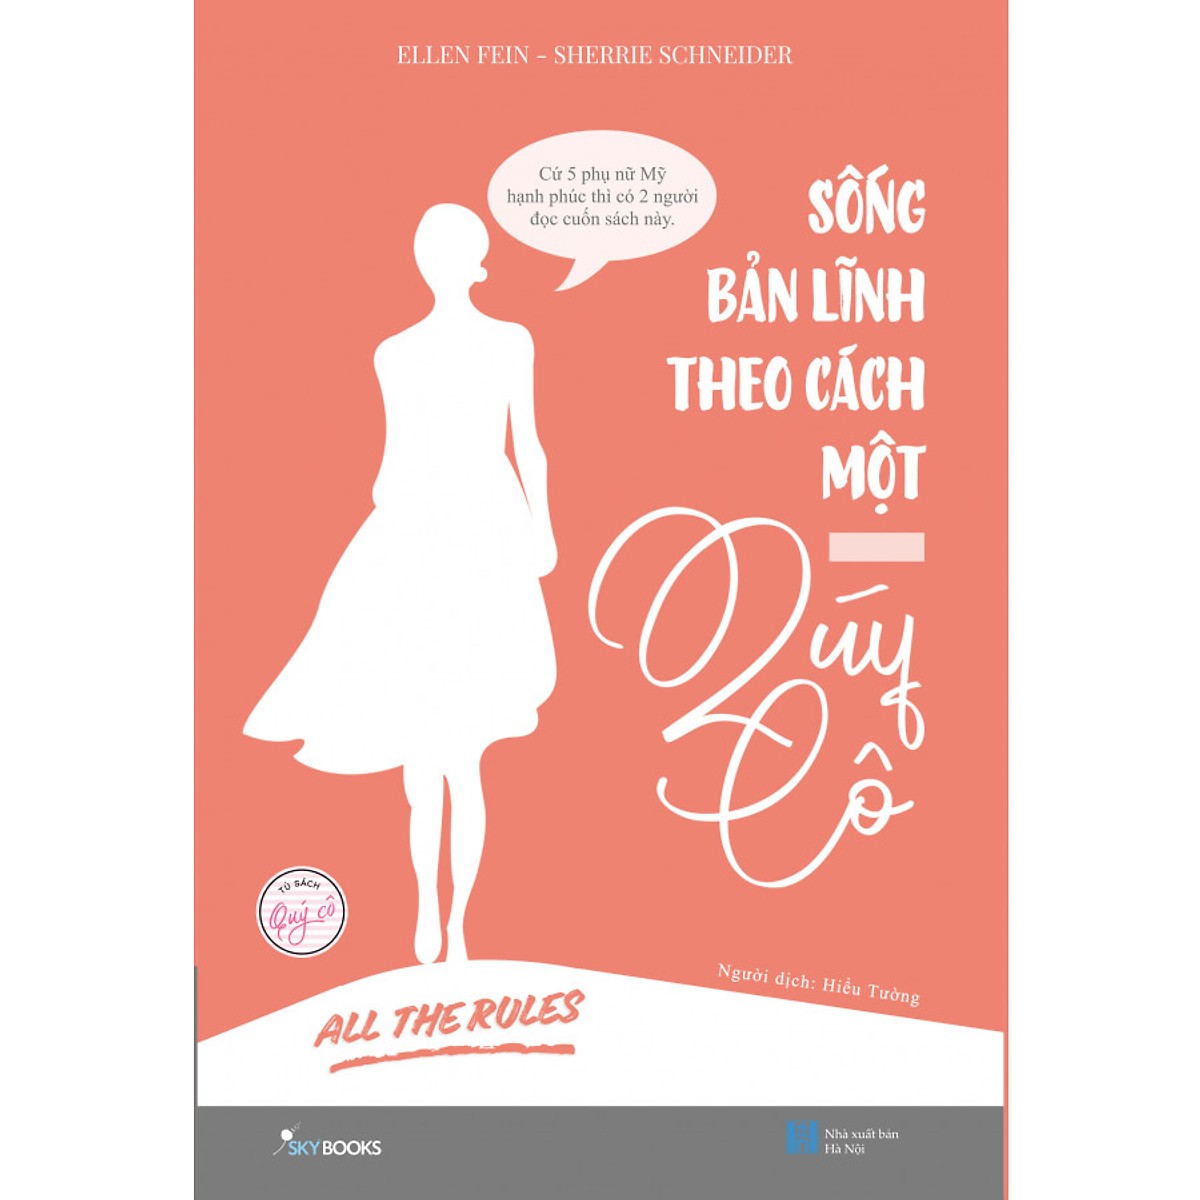 ELLEN FEIN - SHERRIE SCHNEIDER
Cứ 5 phụ nữ Mỹ
hạnh phúc thì có 2 người
đọc cuốn sách này.
SỐNG
BẢN LĨNH
THEO CÁCH
MỘT
Quý
Cô
TỦ SÁCH
Quý cô
Người dịch: Hiểu Tường
ALL THE RULES
SKYBOOKS
Nhà xuất bản
Hà Nội